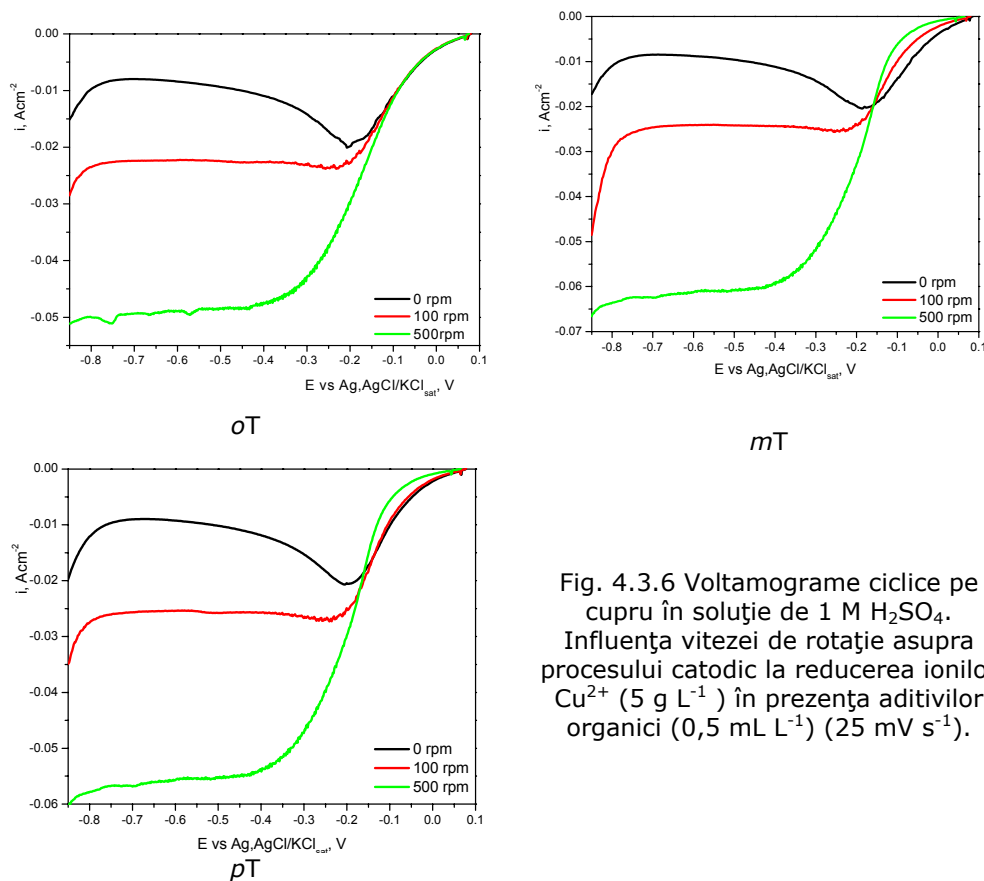 0.00
-0.01
-0.02
-0.03
-0.04
-0.05
i, Acm-2
-0.8 -0.7 -0.6 -0.5 -0.4 -0.3 -0.2 -0.1 0.0 0.1
0 rpm
100 rpm
500rpm
E vs Ag,AgCl/KClsat, V
oT
0.00
-0.01
-0.02
-0.03
-0.04
-0.05
-0.06
-0.07
i, Acm-2
-0.8 -0.7 -0.6 -0.5 -0.4 -0.3 -0.2 -0.1 0.0 0.1
0 rpm
100 rpm
500 rpm
E vs Ag,AgCl/KClsat, V
mT
0.00
-0.01
-0.02
-0.03
-0.04
-0.05
-0.06
i, Acm-2
-0.8 -0.7 -0.6 -0.5 -0.4 -0.3 -0.2 -0.1 0.0 0.1
0 rpm
100 rpm
500 rpm
E vs Ag,AgCl/KClsat, V
pT
Fig. 4.3.6 Voltamograme ciclice pe
cupru în soluţie de 1 M H2SO4.
Influenţa vitezei de rotaţie asupra
procesului catodic la reducerea ionilo
Cu2+ (5 g L-1 ) în prezenţa aditivilor
organici (0,5 mL L-1) (25 mV s-1).